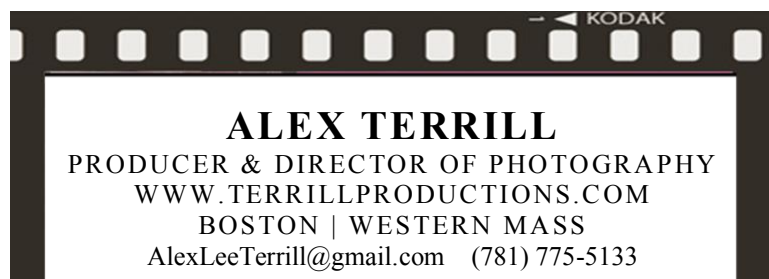 KODAK
ALEX TERRILL
PRODUCER & DIRECTOR OF PHOTOGRAPHY
WWW.TERRILLPRODUCTIONS.COM
BOSTON | WESTERN MASS
AlexLeeTerrill@gmail.com (781) 775-5133